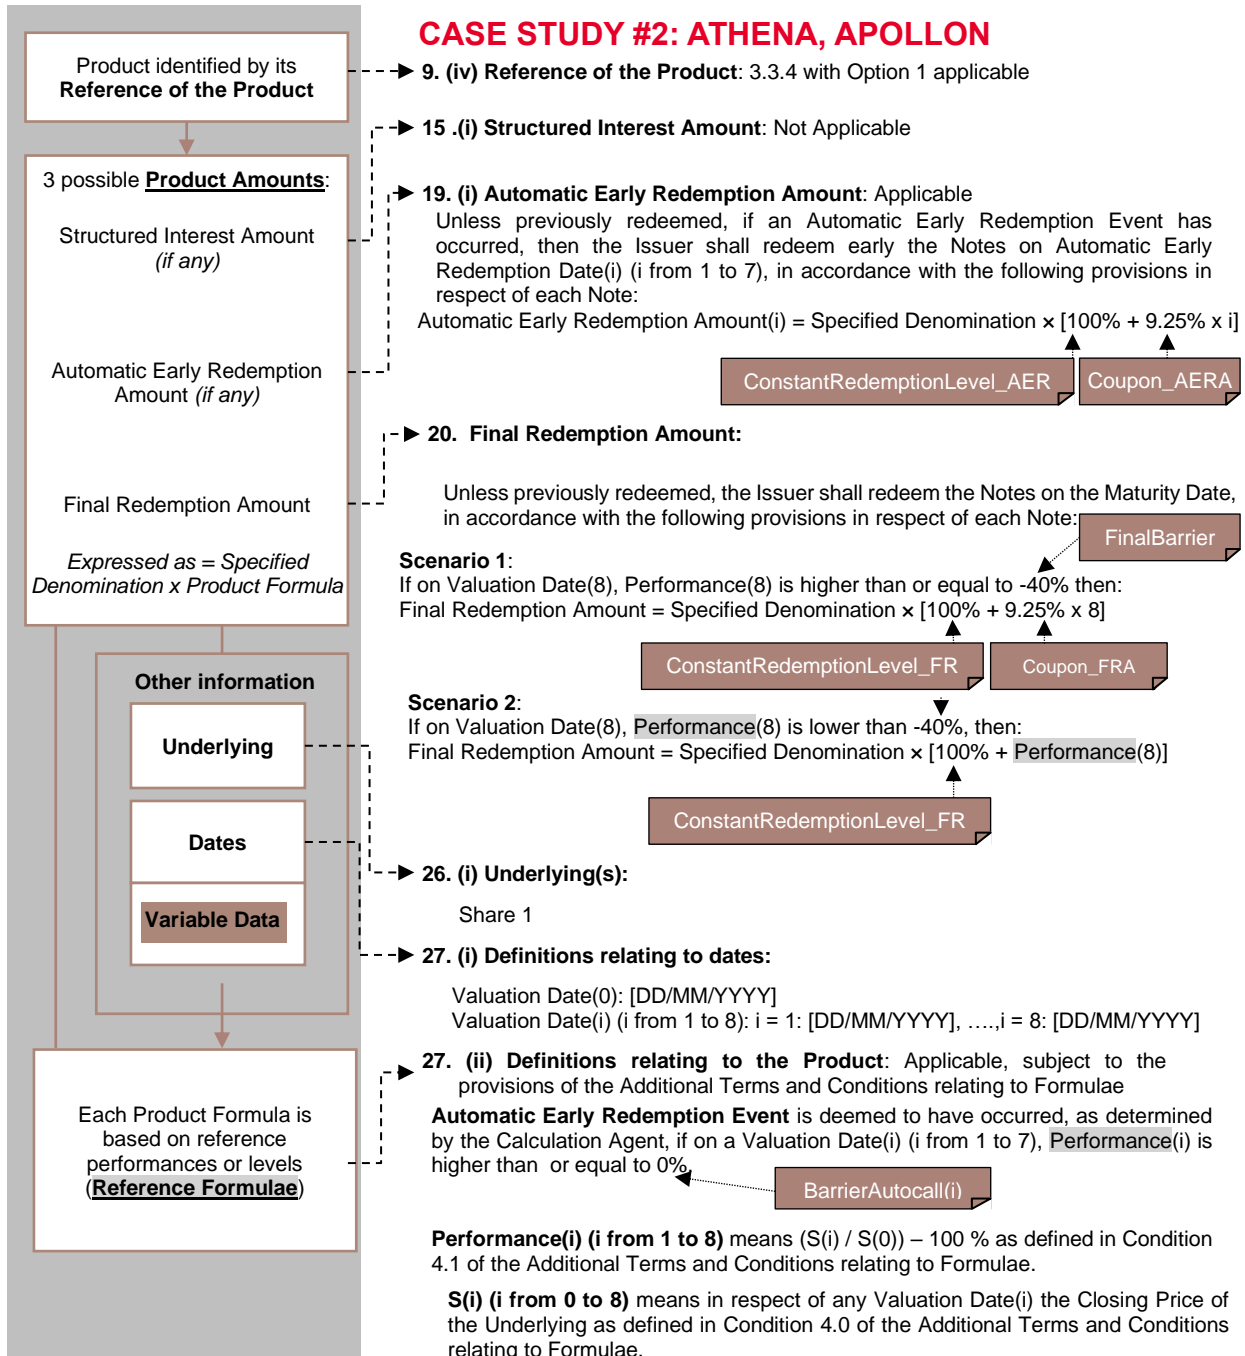 CASE STUDY #2: ATHENA, APOLLON
Product identified by its
Reference of the Product
9. (iv) Reference of the Product: 3.3.4 with Option 1 applicable
15 .(i) Structured Interest Amount: Not Applicable
3 possible Product Amounts:
Structured Interest Amount
(if any)
Automatic Early Redemption
Amount (if any)
Final Redemption Amount
Expressed as = Specified
Denomination x Product Formula
19. (i) Automatic Early Redemption Amount: Applicable
Unless previously redeemed, if an Automatic Early Redemption Event has
occurred, then the Issuer shall redeem early the Notes on Automatic Early
Redemption Date(i) (i from 1 to 7), in accordance with the following provisions in
respect of each Note:
Automatic Early Redemption Amount(i) = Specified Denomination × [100% + 9.25% x i]
ConstantRedemptionLevel_AER
Coupon_AERA
20. Final Redemption Amount:
Unless previously redeemed, the Issuer shall redeem the Notes on the Maturity Date,
in accordance with the following provisions in respect of each Note:
FinalBarrier
Scenario 1:
If on Valuation Date(8), Performance(8) is higher than or equal to -40% then:
Final Redemption Amount = Specified Denomination × [100% + 9.25% x 8]
ConstantRedemptionLevel_FR
Coupon_FRA
Scenario 2:
If on Valuation Date(8), Performance(8) is lower than -40%, then:
Final Redemption Amount = Specified Denomination × [100% + Performance(8)]
ConstantRedemptionLevel_FR
Other information
Underlying
Dates
Variable Data
26. (i) Underlying(s):
Share 1
27. (i) Definitions relating to dates:
Valuation Date(0): [DD/MM/YYYY]
Valuation Date(i) (i from 1 to 8): i = 1: [DD/MM/YYYY], ….,i = 8: [DD/MM/YYYY]
Each Product Formula is
based on reference
performances or levels
(Reference Formulae)
27. (ii) Definitions relating to the Product: Applicable, subject to the
provisions of the Additional Terms and Conditions relating to Formulae
Automatic Early Redemption Event is deemed to have occurred, as determined
by the Calculation Agent, if on a Valuation Date(i) (i from 1 to 7), Performance(i) is
higher than or equal to 0%.
BarrierAutocall(i)
Performance(i) (i from 1 to 8) means (S(i) / S(0)) – 100 % as defined in Condition
4.1 of the Additional Terms and Conditions relating to Formulae.
S(i) (i from 0 to 8) means in respect of any Valuation Date(i) the Closing Price of
the Underlying as defined in Condition 4.0 of the Additional Terms and Conditions
relating to Formulae.